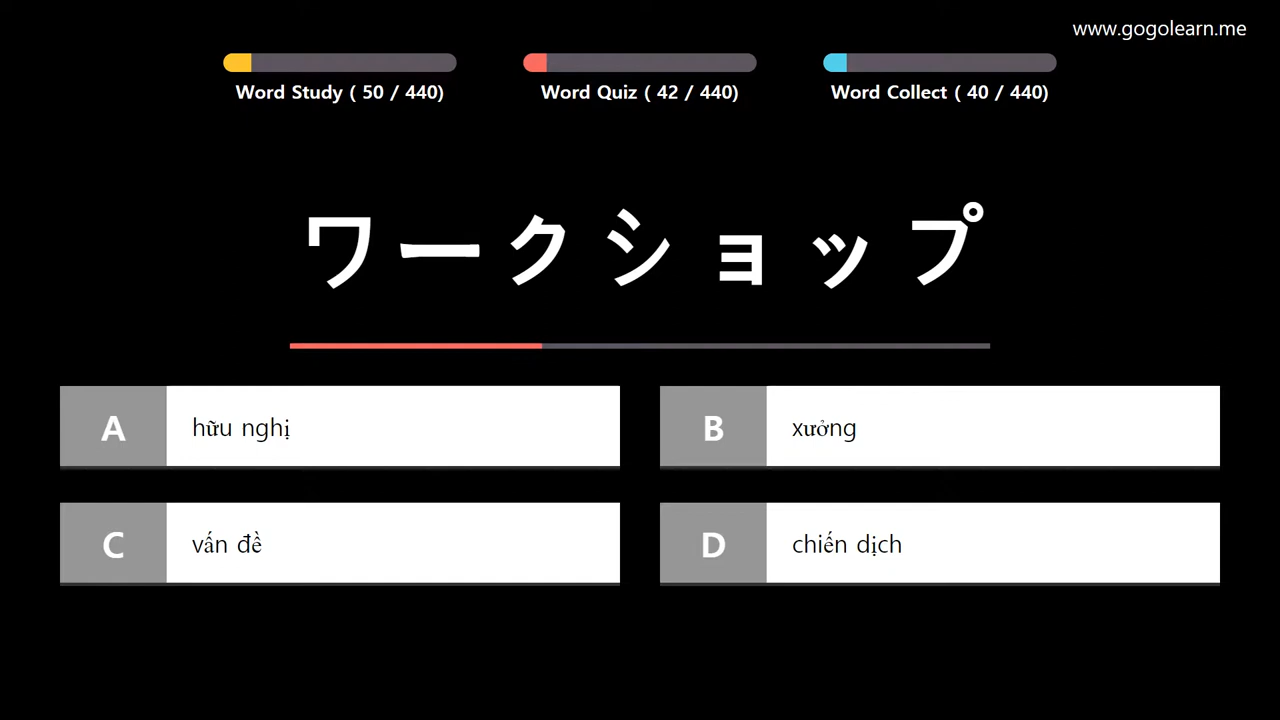 www.gogolearn.me
Word Study ( 50 / 440)
Word Quiz ( 42 / 440)
Word Collect ( 40 / 440)
ワークショップ
A hữu nghị
B xưởng
C vấn đề
D chiến dịch